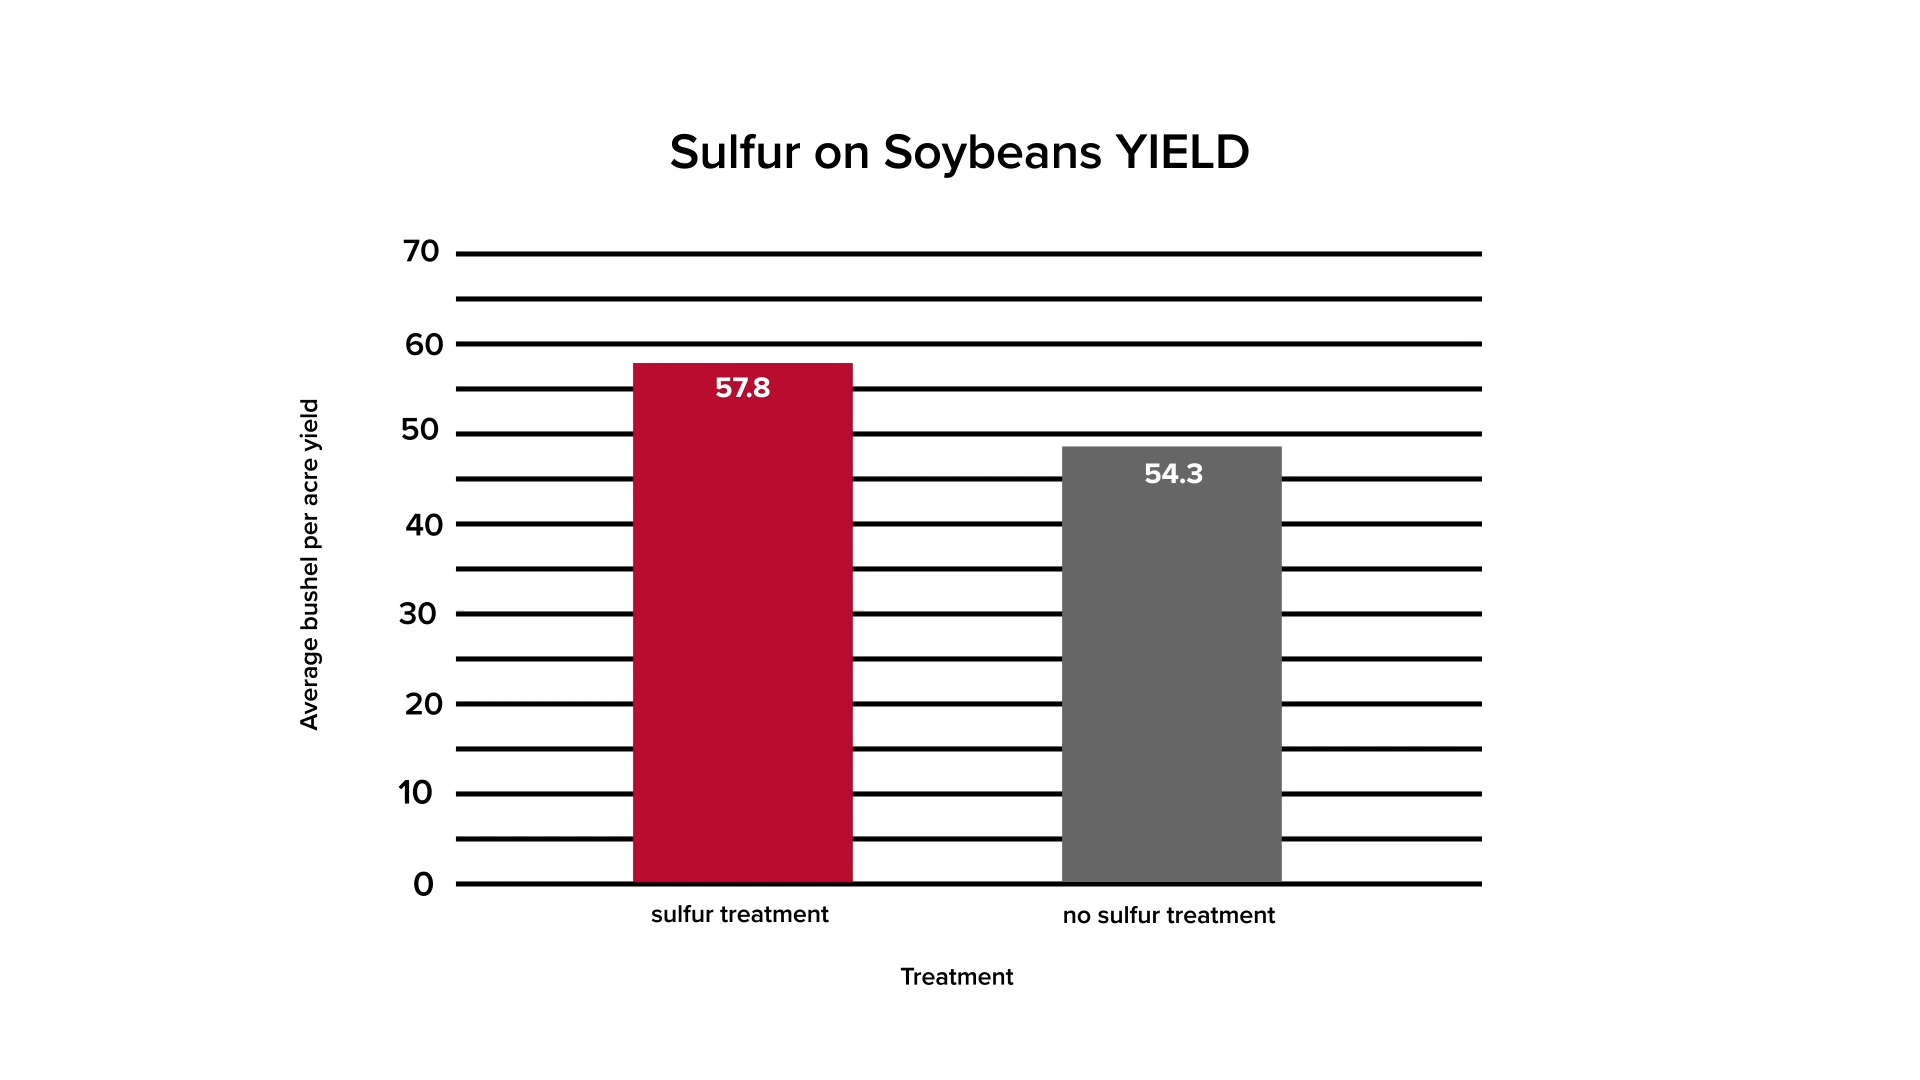 Sulfur on Soybeans YIELD
Average bushel per acre yield
70
60
50
40
30
20
10
0
57.8
54.3
sulfur treatment
no sulfur treatment
Treatment